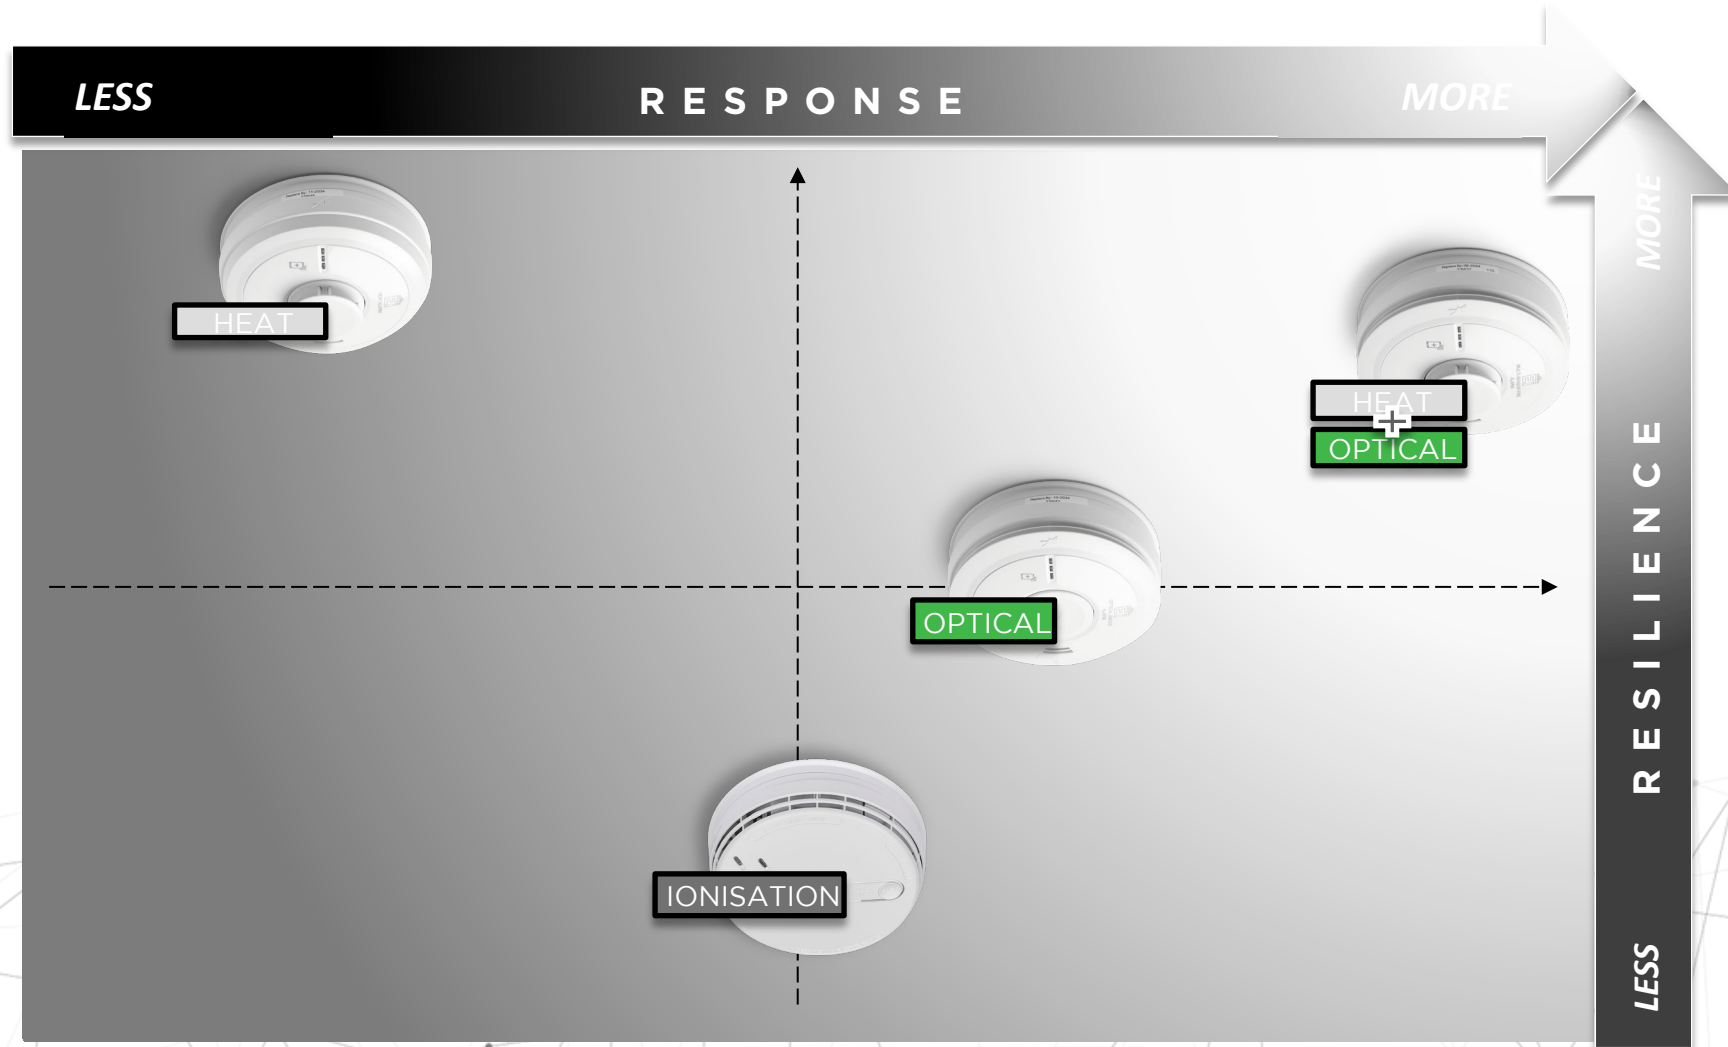 LESS
RESPONSE
MORE
HEAT
HEAT
+
OPTICAL
OPTICAL
IONISATION
MORE
RESILIENCE
LESS